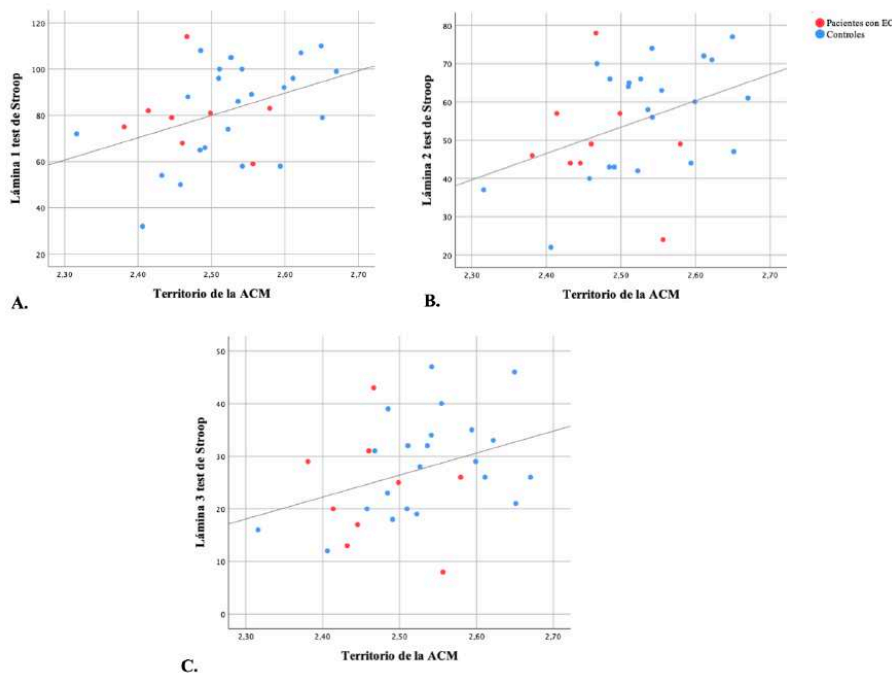 Pacientes con EC
Controles
Lámina 1 test de Stroop
120
100
80
60
40
20
2,30 2,40 2,50 2,60 2,70
Territorio de la ACM
A.
Lámina 2 test de Stroop
80
70
60
50
40
30
20
2,30 2,40 2,50 2,60 2,70
Territorio de la ACM
B.
Lámina 3 test de Stroop
50
40
30
20
10
0
2,30 2,40 2,50 2,60 2,70
Territorio de la ACM
C.